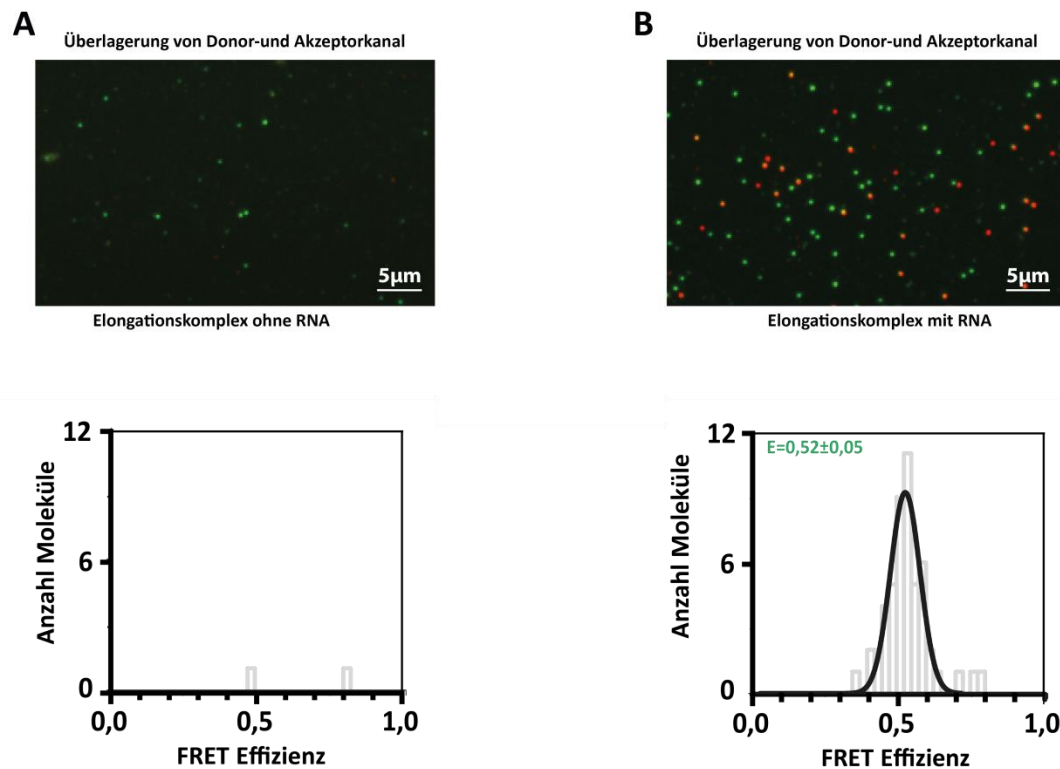 A
Überlagerung von Donor-und Akzeptorkanal
5µm
Elongationskomplex ohne RNA
12
6
0
Anzahl Moleküle
0,0 0,5 1,0
FRET Effizienz
B
Überlagerung von Donor-und Akzeptorkanal
5µm
Elongationskomplex mit RNA
E=0,52±0,05
12
6
0
Anzahl Moleküle
0,0 0,5 1,0
FRET Effizienz